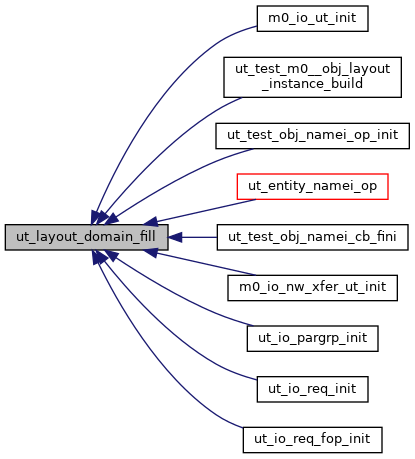 m0_io_ut_init
ut_test_m0__obj_layout
_instance_build
ut_test_obj_namei_op_init
ut_entity_namei_op
ut_layout_domain_fill
ut_test_obj_namei_cb_fini
m0_io_nw_xfer_ut_init
ut_io_pargrp_init
ut_io_req_init
ut_io_req_fop_init